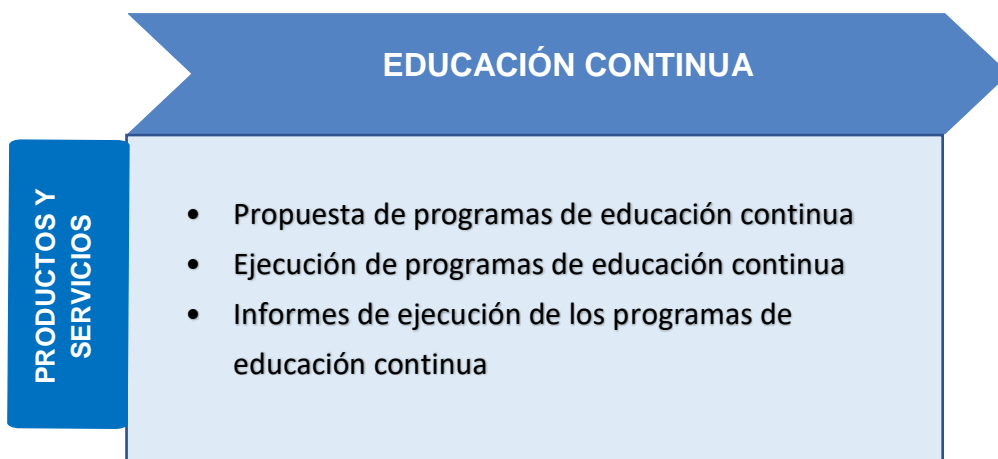 EDUCACIÓN CONTINUA
PRODUCTOS Y
SERVICIOS
• Propuesta de programas de educación continua
• Ejecución de programas de educación continua
• Informes de ejecución de los programas de
educación continua